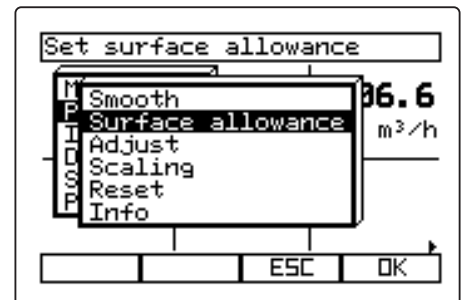 Set surface allowance
Smooth
Surface allowance
Adjust
Scaling
Reset
Info
M
P
I
D
S
P
06.6
m³/h
ESC
OK